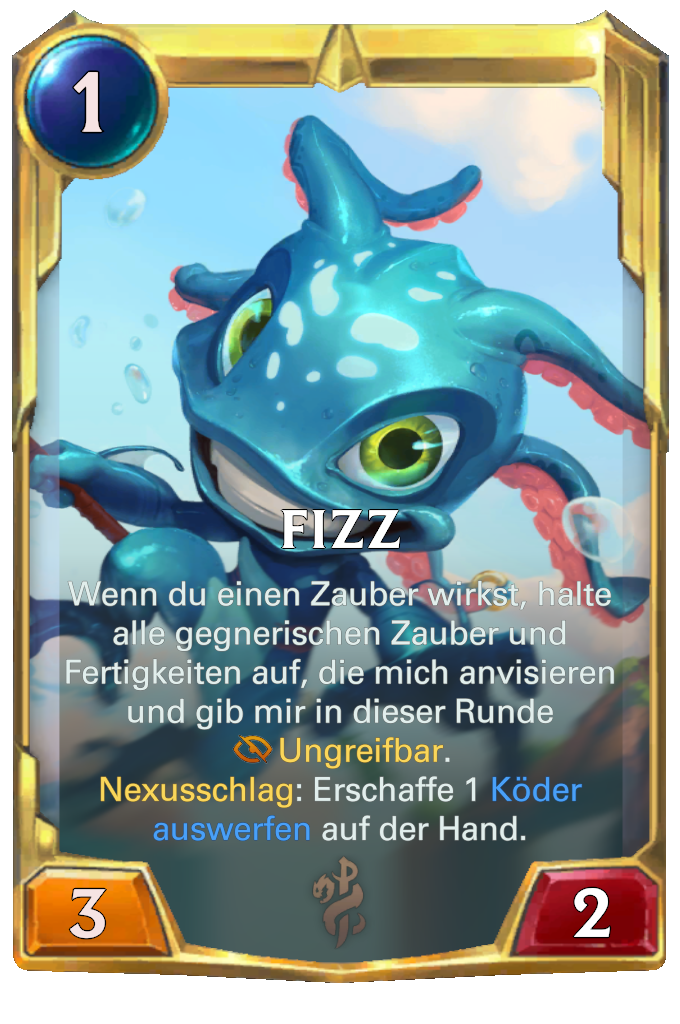 1
FIZZ
Wenn du einen Zauber wirkst, halte
alle gegnerischen Zauber und
Fertigkeiten auf, die mich anvisieren
und gib mir in dieser Runde
Ungreifbar.
Nexusschlag: Erschaffe 1 Köder
auswerfen auf der Hand.
3
2